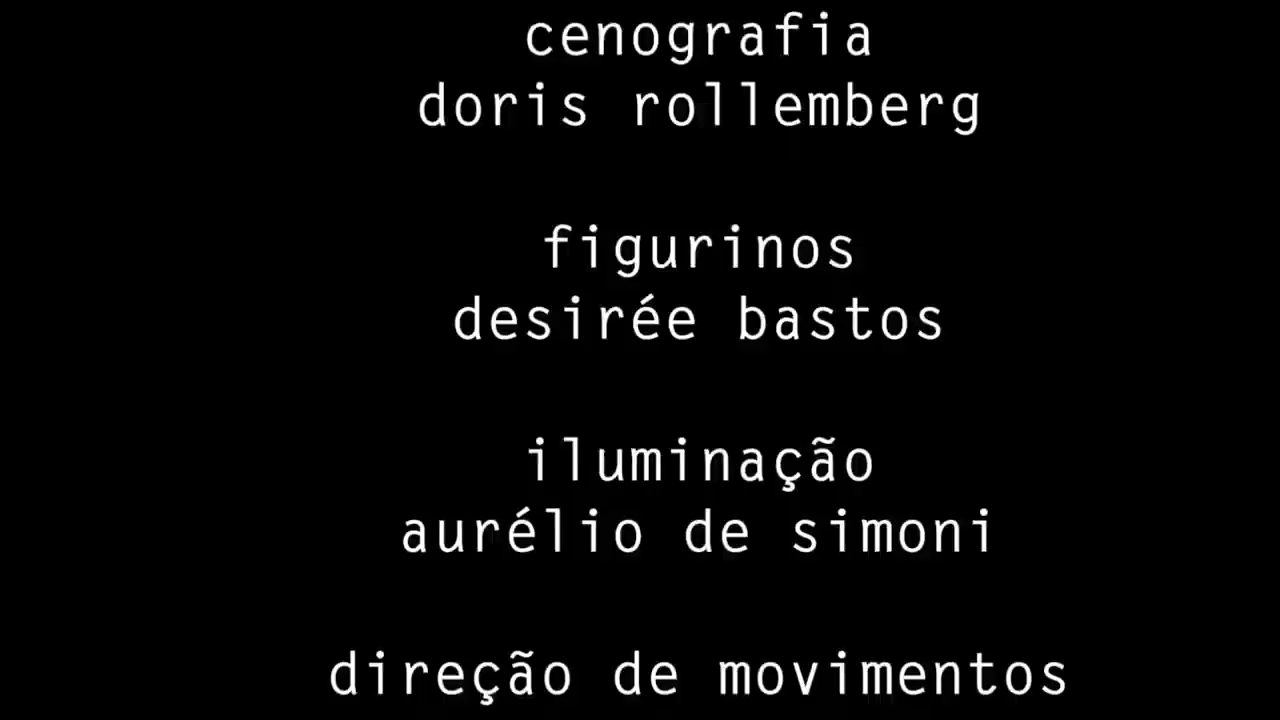 cenografia
doris rollemberg
figurinos
desirée bastos
iluminação
aurélio de simoni
direção de movimentos